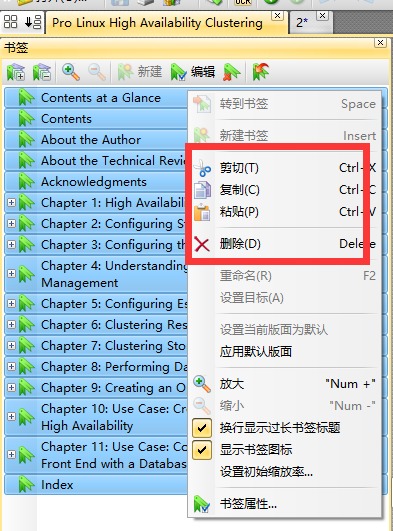 OCR
Pro Linux High Availability Clustering
2*
书签
新建
编辑
Contents at a Glance
Contents
About the Author
About the Technical Revie
Acknowledgments
Chapter 1: High Availabili
Chapter 2: Configuring St
Chapter 3: Configuring th
Chapter 4: Understanding
Management
Chapter 5: Configuring Es
Chapter 6: Clustering Res
Chapter 7: Clustering Sto
Chapter 8: Performing Da
Chapter 9: Creating an O
Chapter 10: Use Case: Cr
High Availability
Chapter 11: Use Case: Co
Front End with a Databas
Index
转到书签 Space
新建书签 Insert
剪切(T) Ctrl-X
复制(C) Ctrl-C
粘贴(P) Ctrl-V
删除(D) Delete
重命名(R) F2
设置目标(A)
设置当前版面为默认
应用默认版面
放大 "Num +"
缩小 "Num -"
换行显示过长书签标题
显示书签图标
设置初始缩放率...
书签属性...